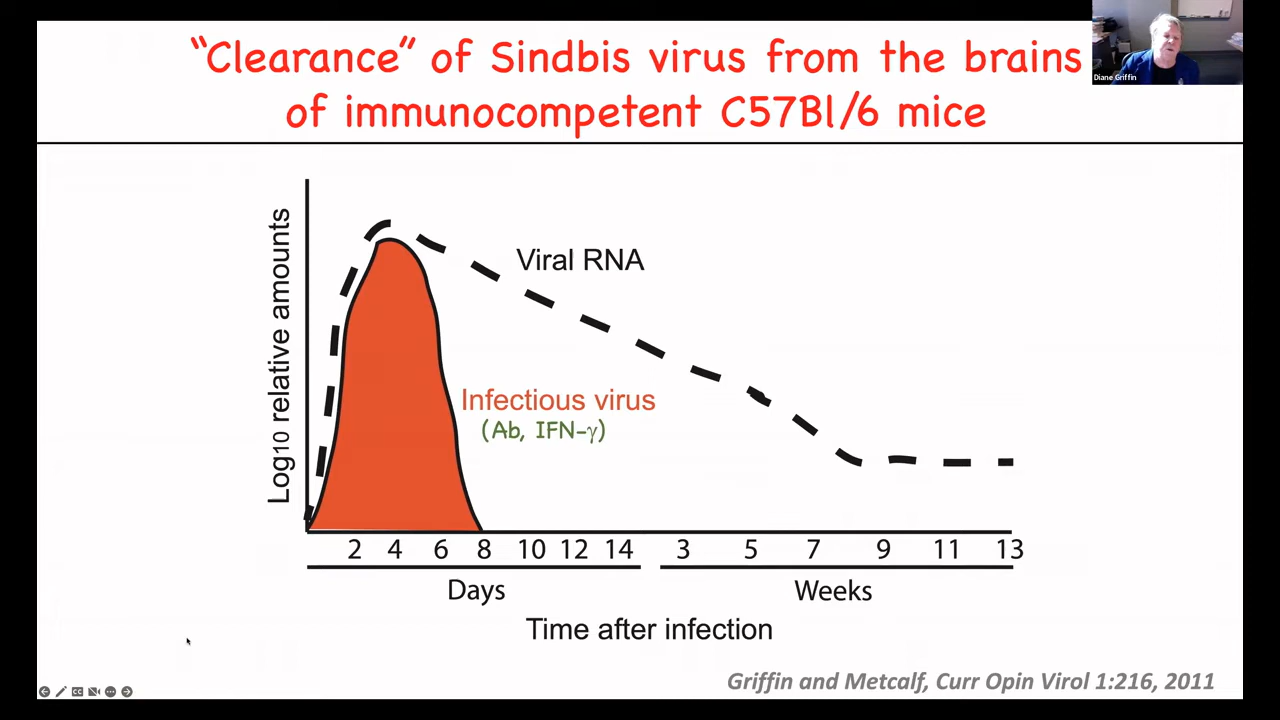 “Clearance” of Sindbis virus from the brains
of immunocompetent C57Bl/6 mice
Diane Griffin
Log10 relative amounts
Viral RNA
Infectious virus
(Ab, IFN-γ)
2 4 6 8 10 12 14 3 5 7 9 11 13
Days Weeks
Time after infection
Griffin and Metcalf, Curr Opin Virol 1:216, 2011